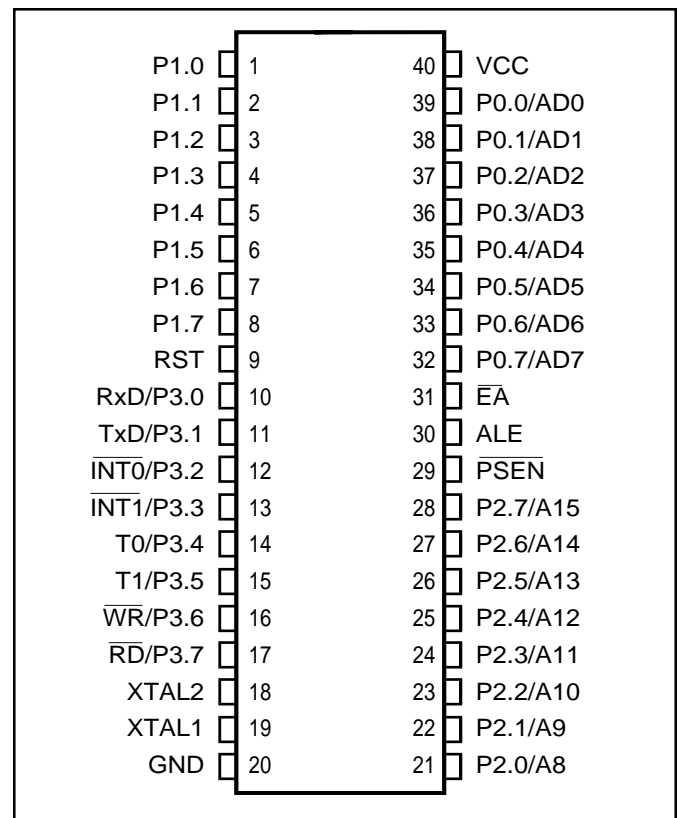 P1.0 1 40 VCC
P1.1 2 39 P0.0/AD0
P1.2 3 38 P0.1/AD1
P1.3 4 37 P0.2/AD2
P1.4 5 36 P0.3/AD3
P1.5 6 35 P0.4/AD4
P1.6 7 34 P0.5/AD5
P1.7 8 33 P0.6/AD6
RST 9 32 P0.7/AD7
RxD/P3.0 10 31 E̅A̅
TxD/P3.1 11 30 ALE
I̅N̅T̅0̅/P3.2 12 29 P̅S̅E̅N̅
I̅N̅T̅1̅/P3.3 13 28 P2.7/A15
T0/P3.4 14 27 P2.6/A14
T1/P3.5 15 26 P2.5/A13
W̅R̅/P3.6 16 25 P2.4/A12
R̅D̅/P3.7 17 24 P2.3/A11
XTAL2 18 23 P2.2/A10
XTAL1 19 22 P2.1/A9
GND 20 21 P2.0/A8